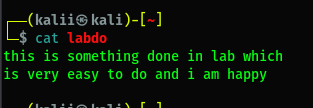 ┌──(kalii㉿kali)-[~]
└─$ cat labdo
this is something done in lab which
is very easy to do and i am happy